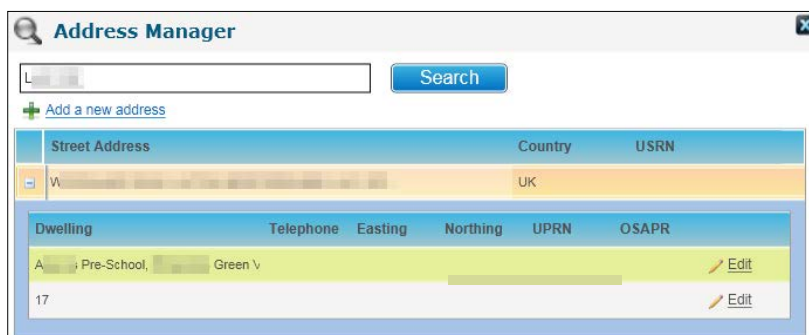 Address Manager
Search
Add a new address
Street Address Country USRN
UK
Dwelling Telephone Easting Northing UPRN OSAPR
Pre-School, Green Edit
17 Edit